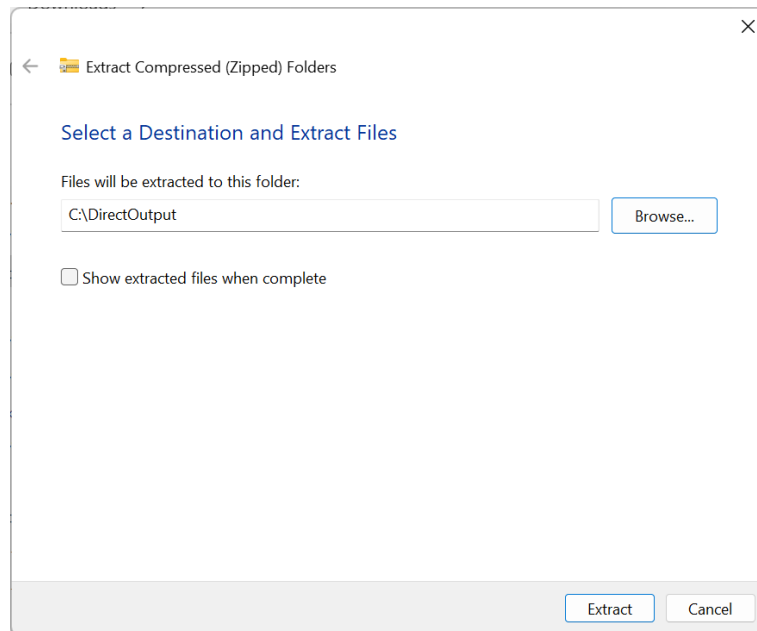 Extract Compressed (Zipped) Folders
Select a Destination and Extract Files
Files will be extracted to this folder:
C:\DirectOutput
Browse...
Show extracted files when complete
Extract
Cancel